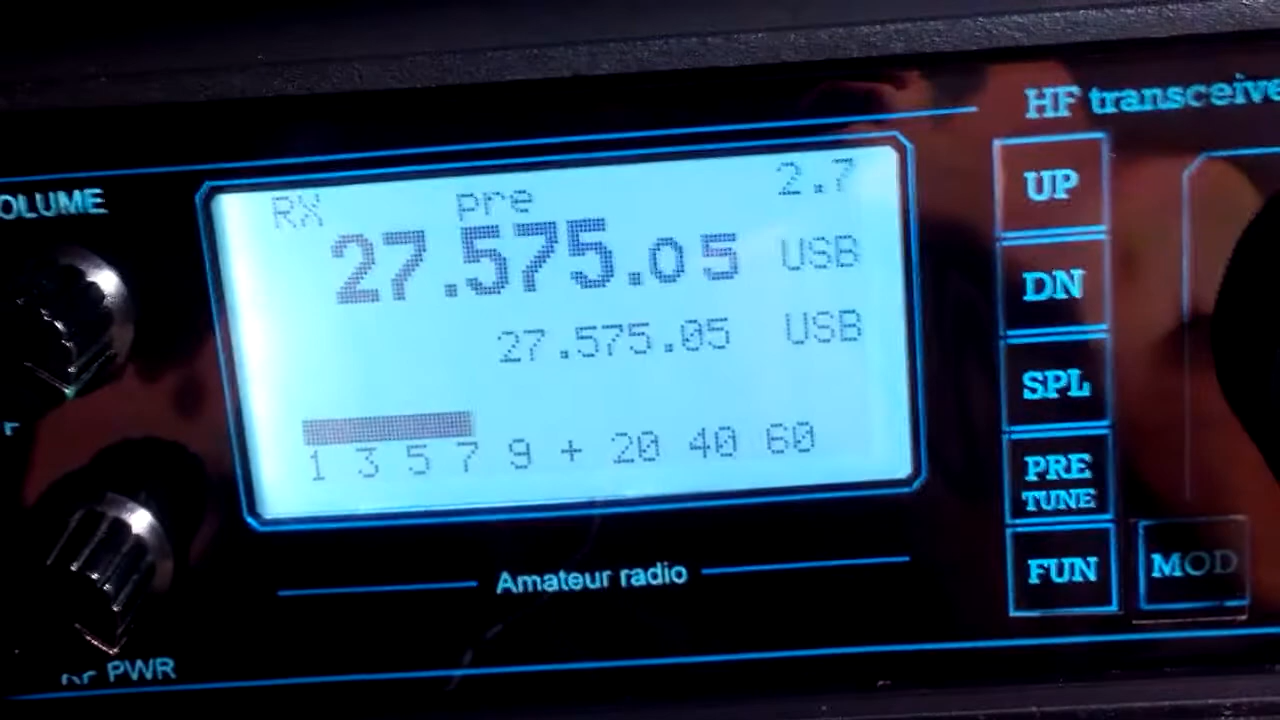 HF transceive
OLUME
RX pre 2.7
27.575.05 USB
27.575.05 USB
1 3 5 7 9 + 20 40 60
UP
DN
SPL
PRE
TUNE
FUN
MOD
Amateur radio
PWR